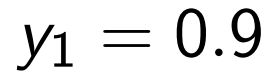 y₁ = 0.9